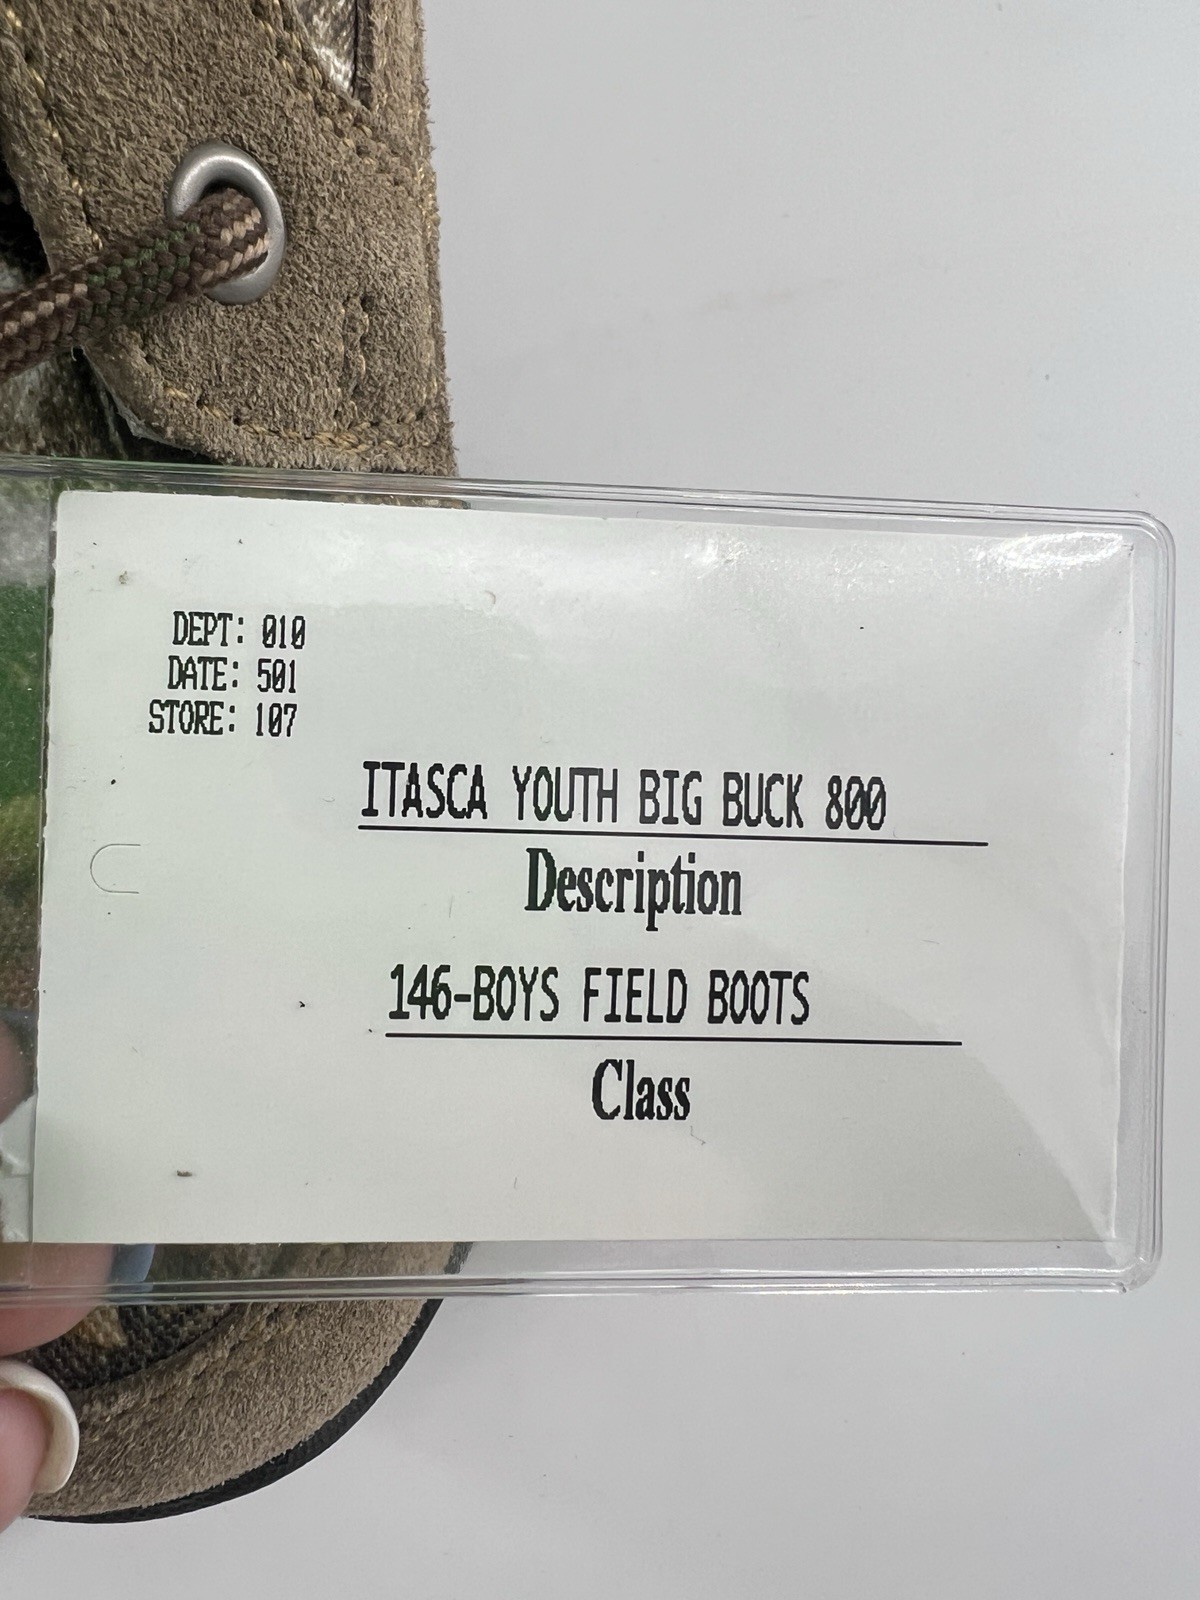 DEPT: 010
DATE: 501
STORE: 107
ITASCA YOUTH BIG BUCK 800
Description
146-BOYS FIELD BOOTS
Class